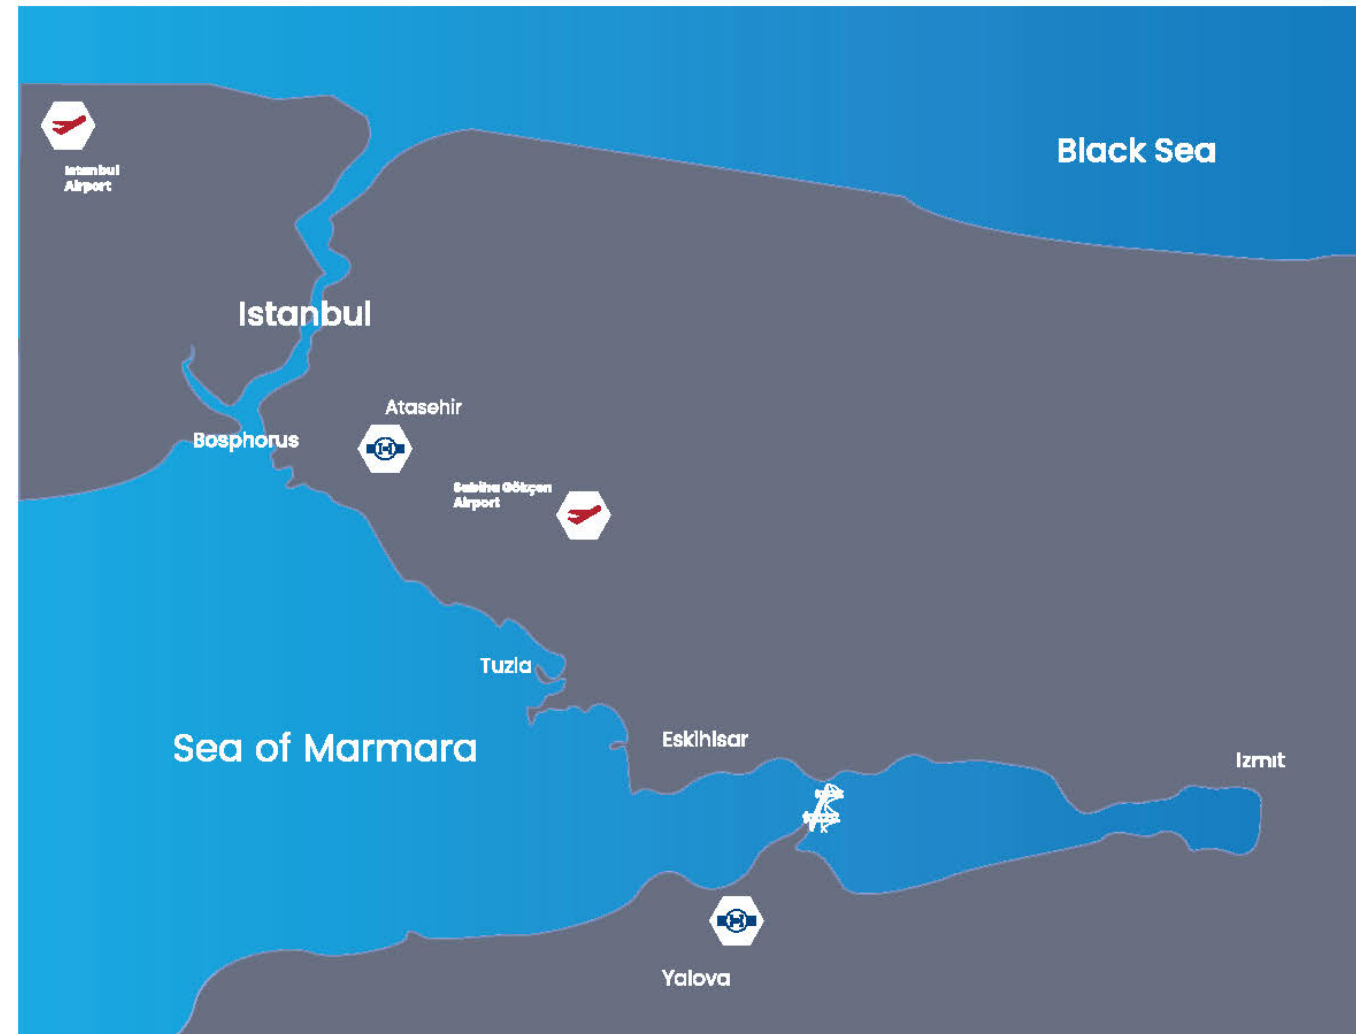 Black Sea
Istanbul
Airport
Istanbul
Atasehir
Bosphorus
Sabiha Gökçen
Airport
Tuzla
Eskihisar
Sea of Marmara
Izmit
Yalova